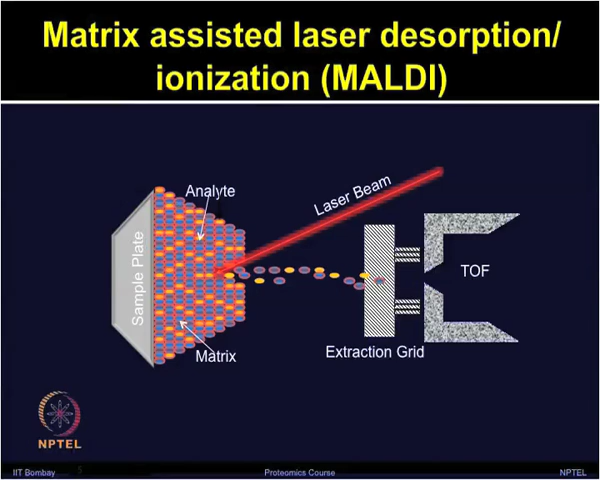 Matrix assisted laser desorption/
ionization (MALDI)
Analyte
Laser Beam
Sample Plate
TOF
Matrix
Extraction Grid
NPTEL
IIT Bombay
5
Proteomics Course
NPTEL